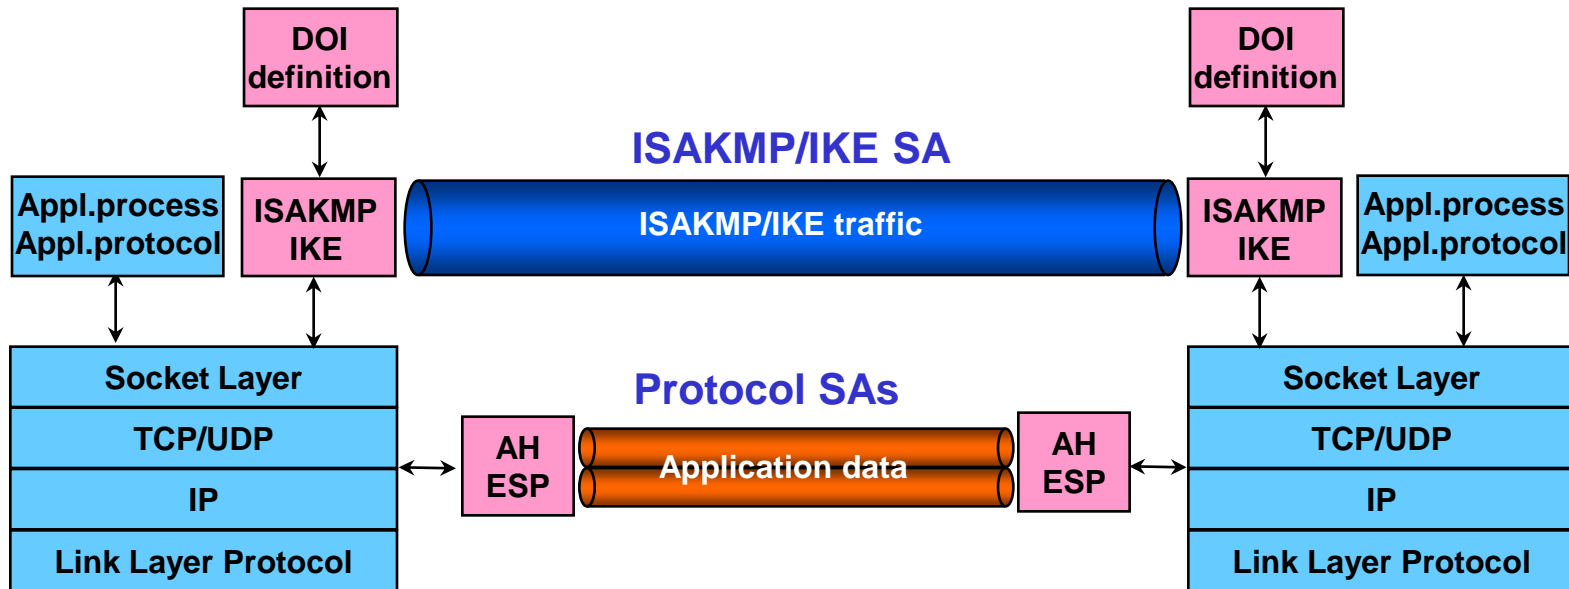 DOI
definition
DOI
definition
ISAKMP/IKE SA
Appl.process
Appl.protocol
ISAKMP
IKE
ISAKMP/IKE traffic
ISAKMP
IKE
Appl.process
Appl.protocol
Socket Layer
TCP/UDP
IP
Link Layer Protocol
Protocol SAs
AH
ESP
Application data
AH
ESP
Socket Layer
TCP/UDP
IP
Link Layer Protocol